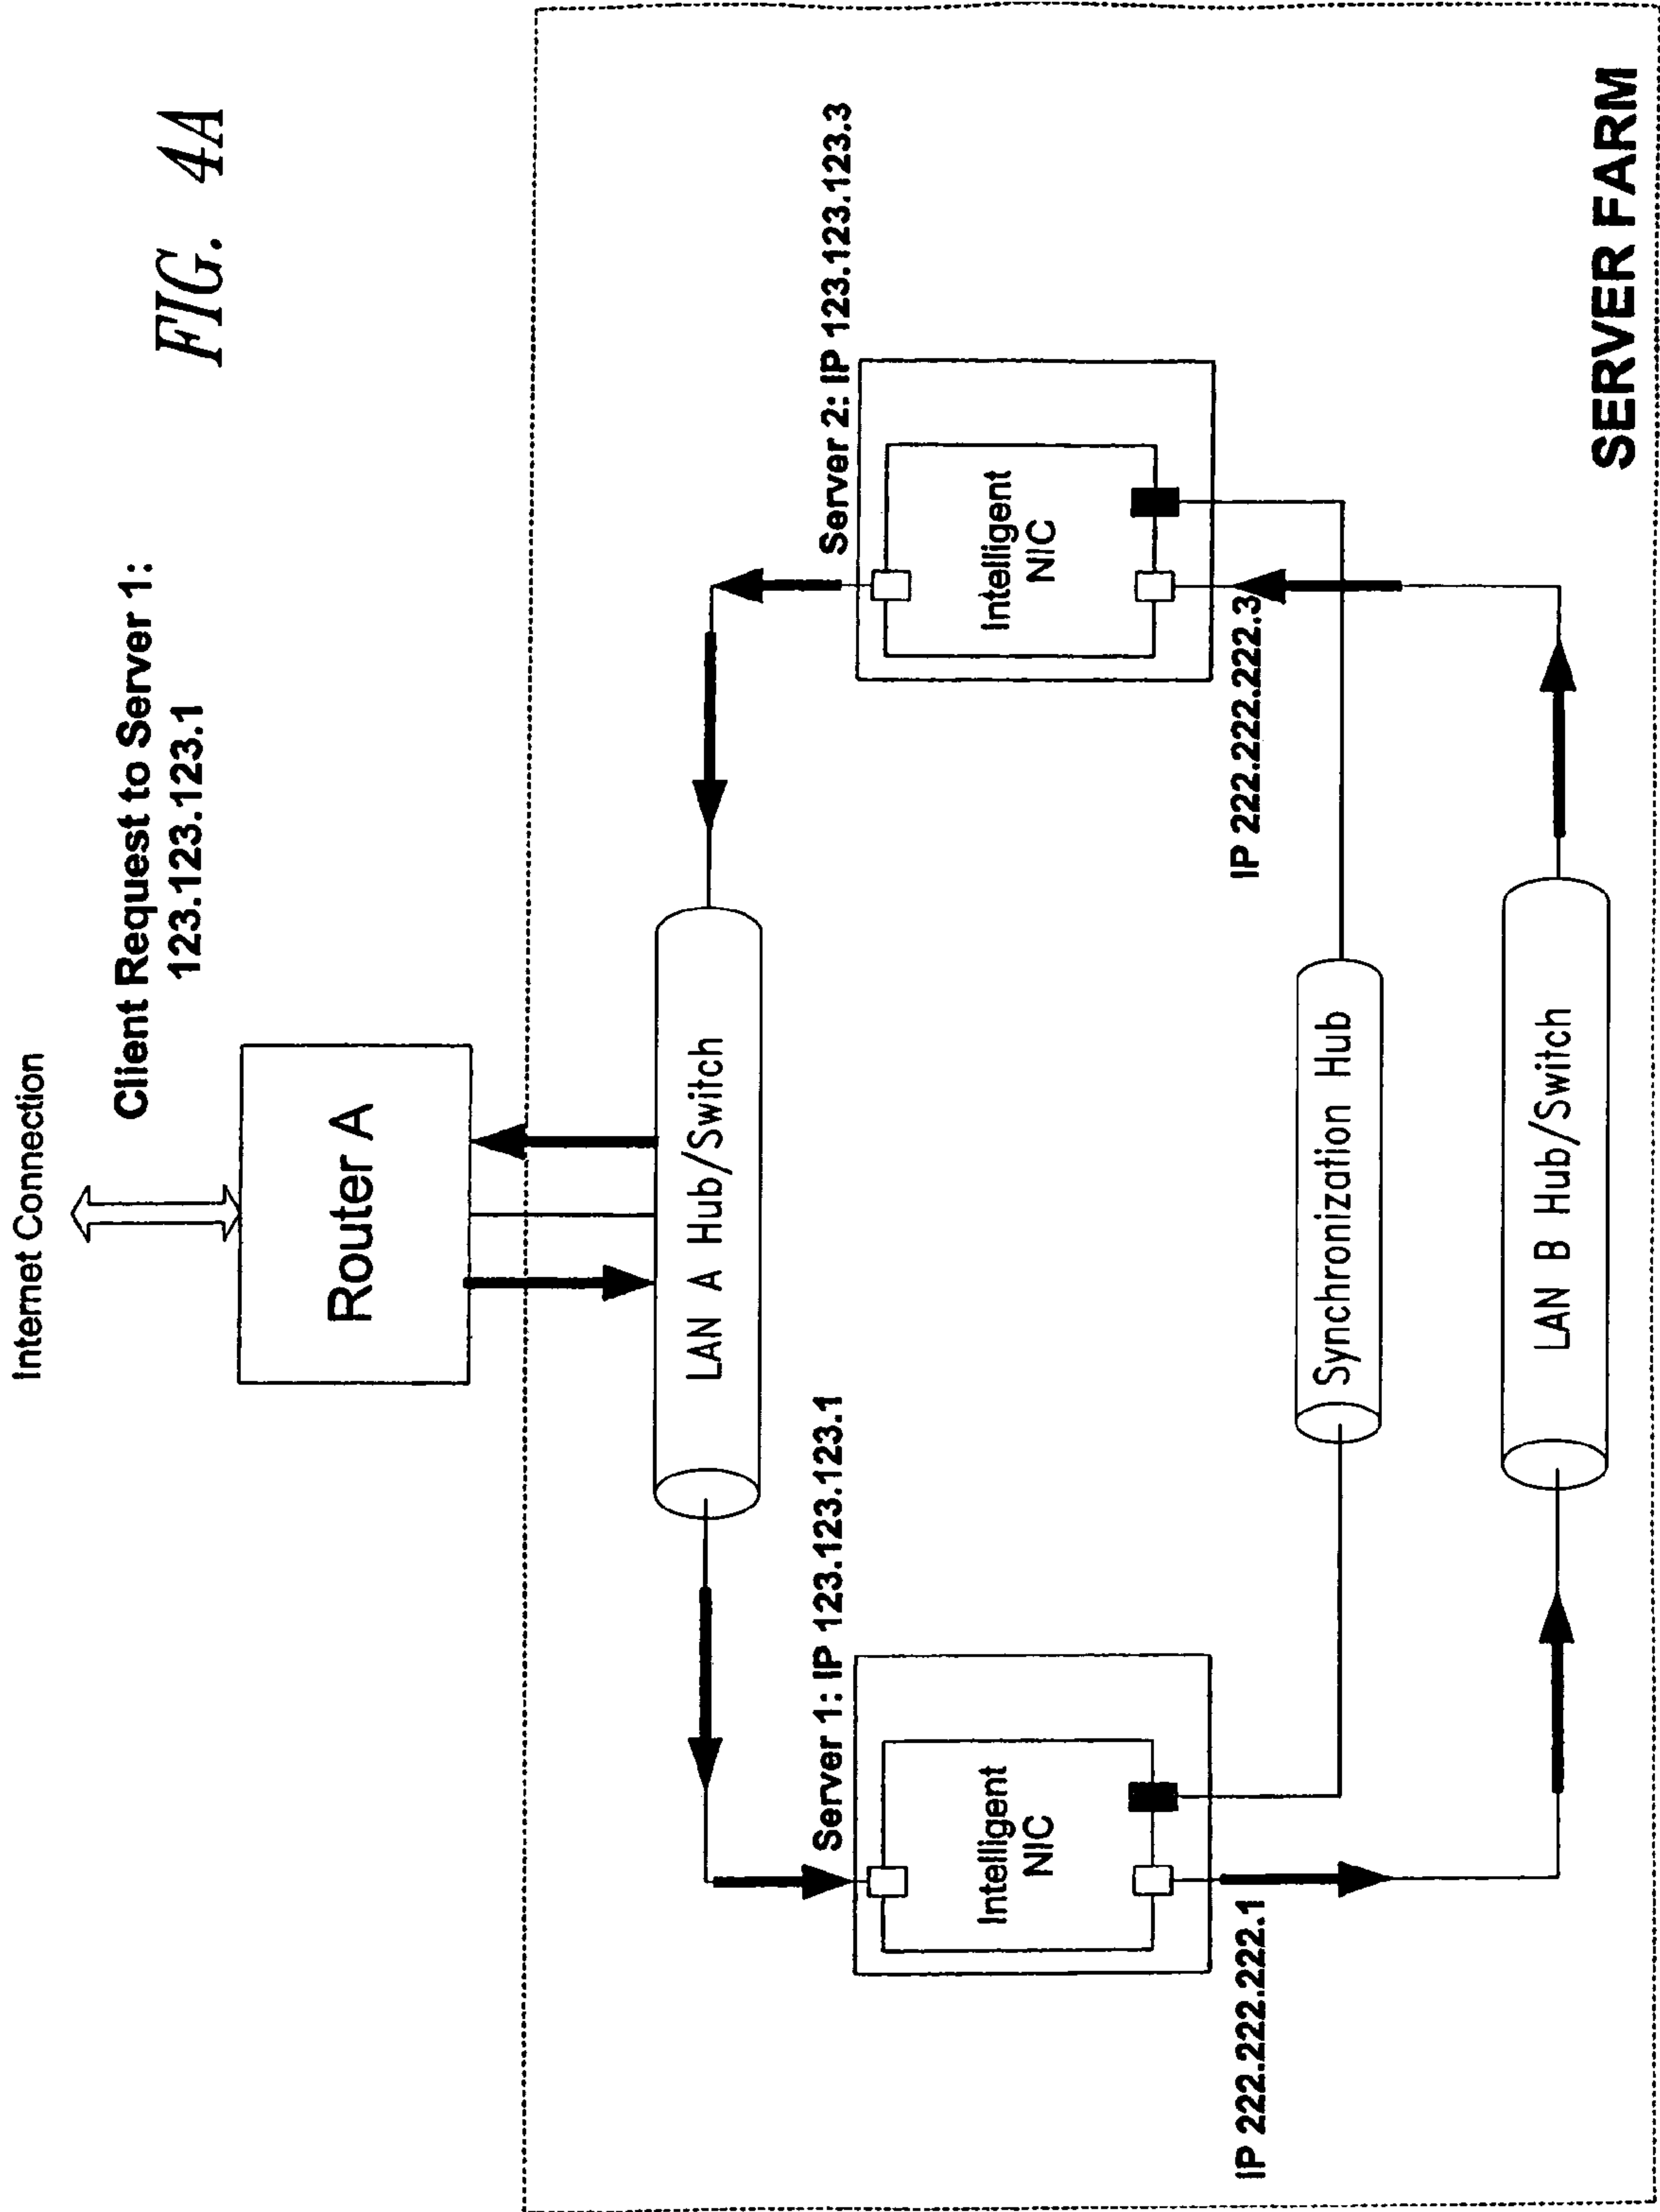 FIG. 4A
Internet Connection
Client Request to Server 1:
123.123.123.1
Router A
LAN A Hub/Switch
Server 1: IP 123.123.123.1
Server 2: IP 123.123.123.3
Intelligent
NIC
Intelligent
NIC
IP 222.222.222.1
IP 222.222.222.3
Synchronization Hub
LAN B Hub/Switch
SERVER FARM